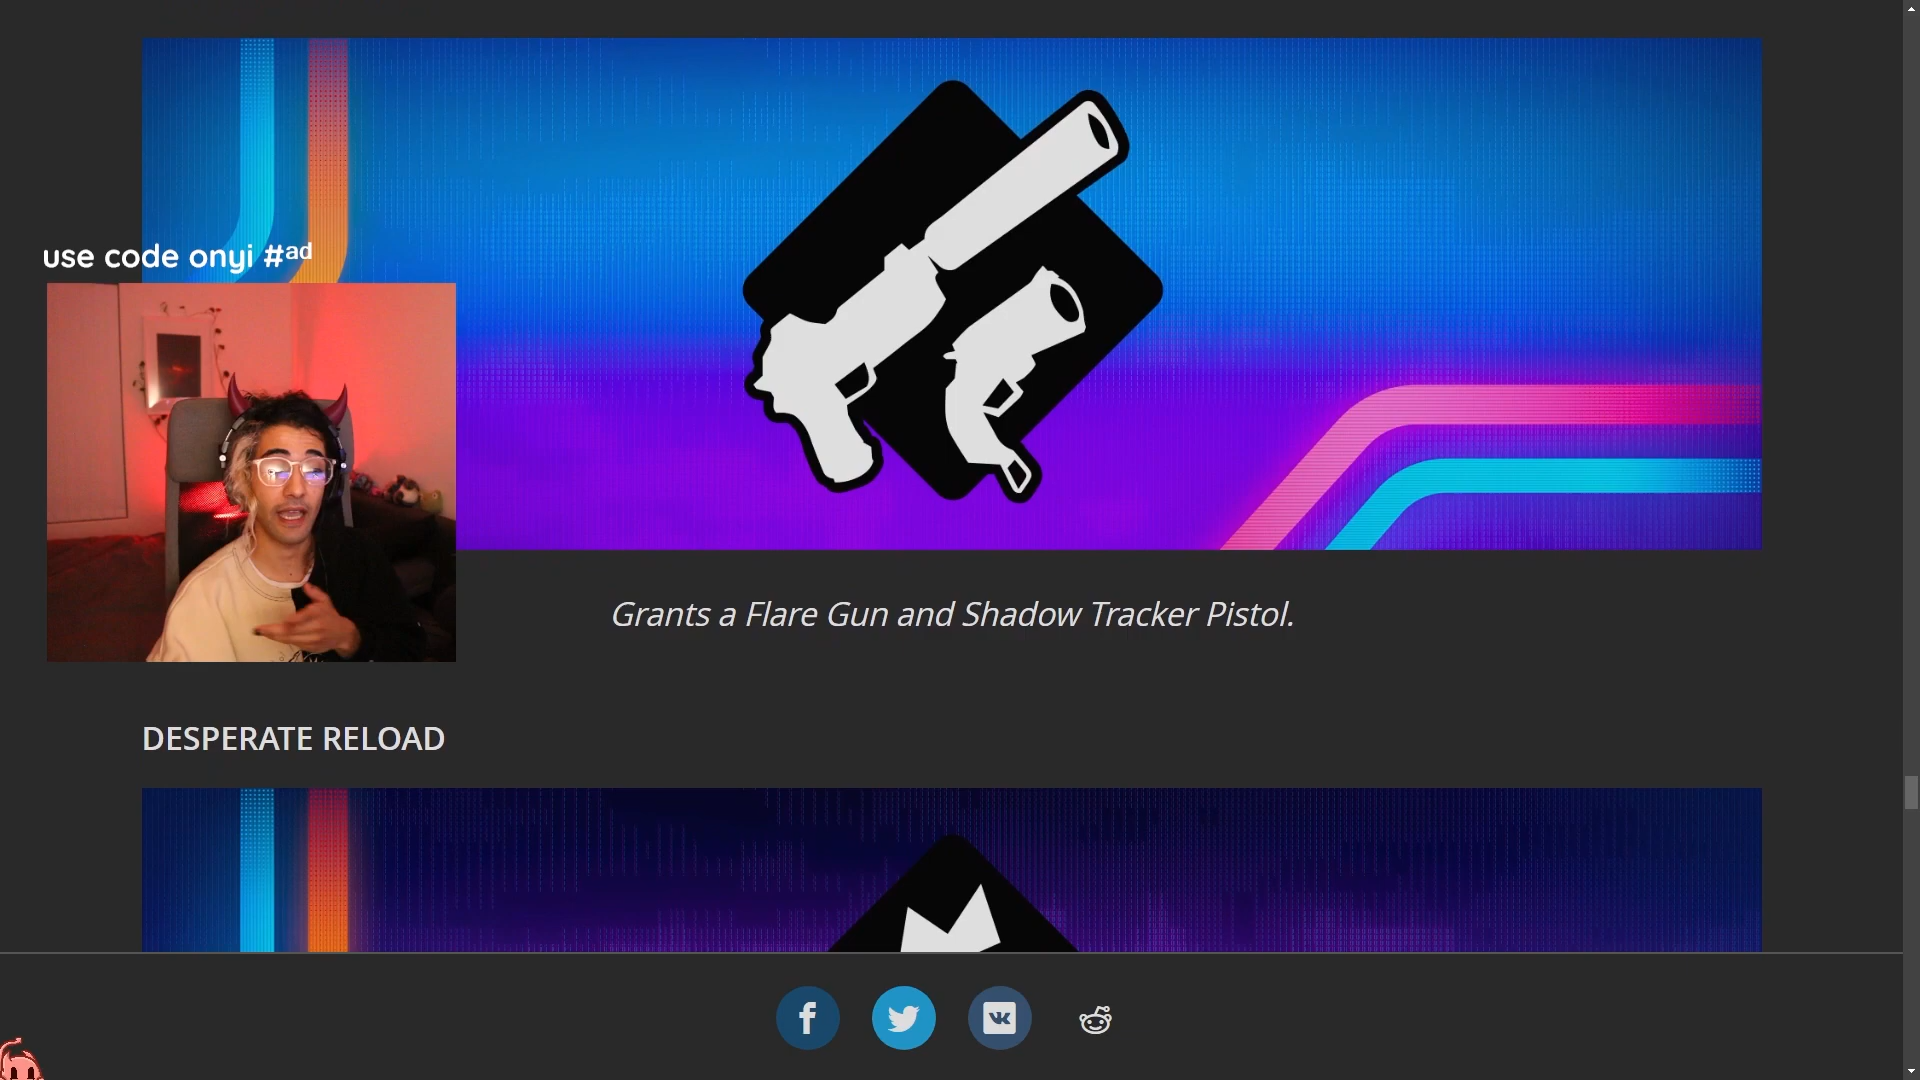 use code onyi #ad
Grants a Flare Gun and Shadow Tracker Pistol.
DESPERATE RELOAD